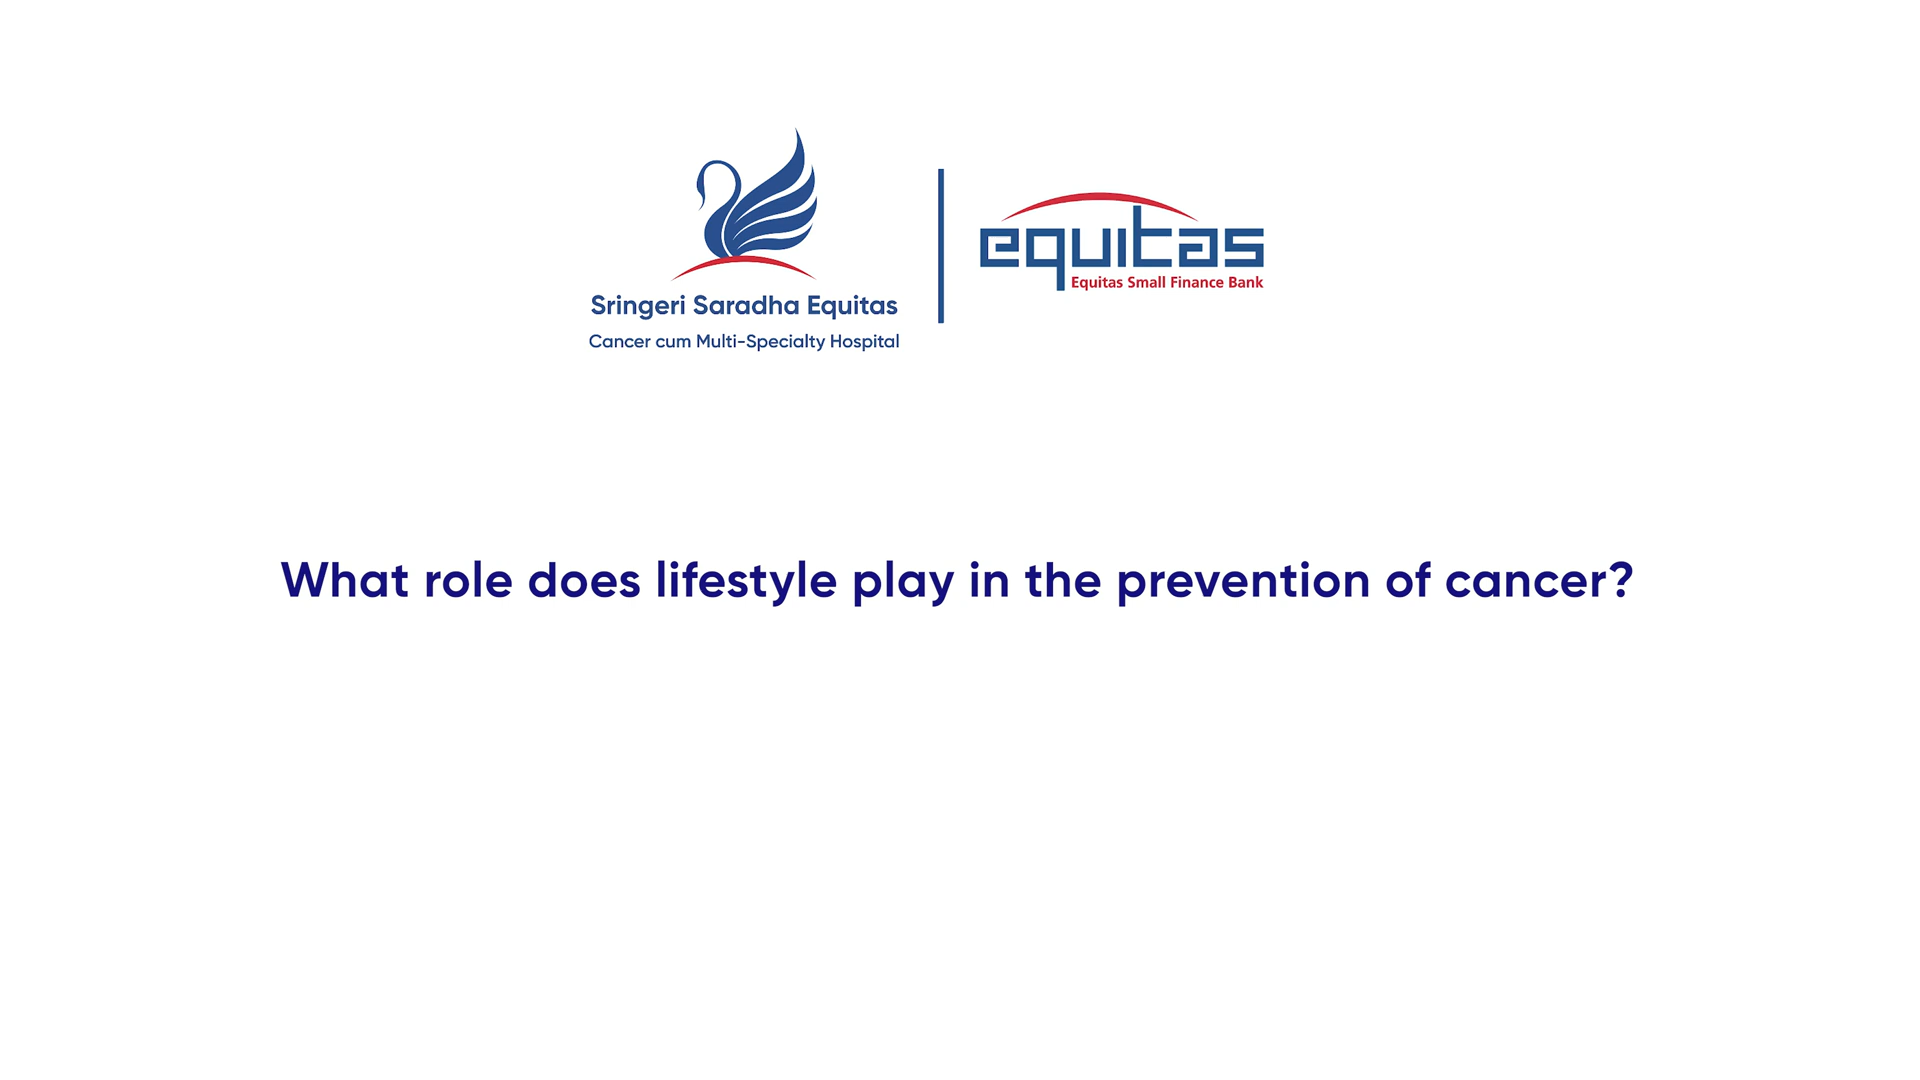 Sringeri Saradha Equitas
Cancer cum Multi-Specialty Hospital
equitas
Equitas Small Finance Bank
What role does lifestyle play in the prevention of cancer?